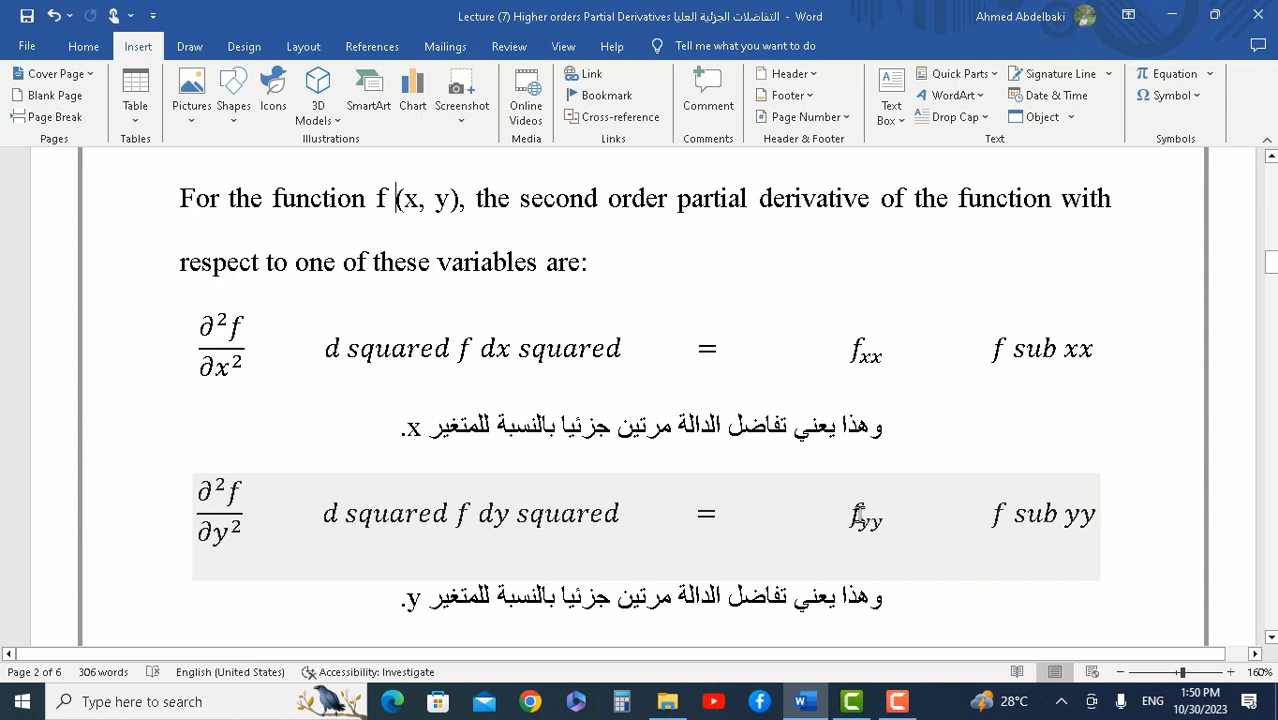 Lecture (7) Higher orders Partial Derivatives التفاضلات الجزئية العليا - Word
Ahmed Abdelbaki
File Home Insert Draw Design Layout References Mailings Review View Help Tell me what you want to do
Cover Page
Blank Page
Page Break
Pages
Table
Tables
Pictures Shapes Icons 3D Models SmartArt Chart Screenshot
Illustrations
Online Videos
Media
Link
Bookmark
Cross-reference
Links
Comment
Comments
Header
Footer
Page Number
Header & Footer
Text Box
Quick Parts
WordArt
Drop Cap
Signature Line
Date & Time
Object
Text
Equation
Symbol
Symbols
For the function f (x, y), the second order partial derivative of the function with
respect to one of these variables are:
∂²f/∂x² d squared f dx squared = f_xx f sub xx
وهذا يعني تفاضل الدالة مرتين جزئيا بالنسبة للمتغير x.
∂²f/∂y² d squared f dy squared = f_yy f sub yy
وهذا يعني تفاضل الدالة مرتين جزئيا بالنسبة للمتغير y.
Page 2 of 6 306 words English (United States) Accessibility: Investigate 160%
Type here to search 28°C ENG 1:50 PM
10/30/2023